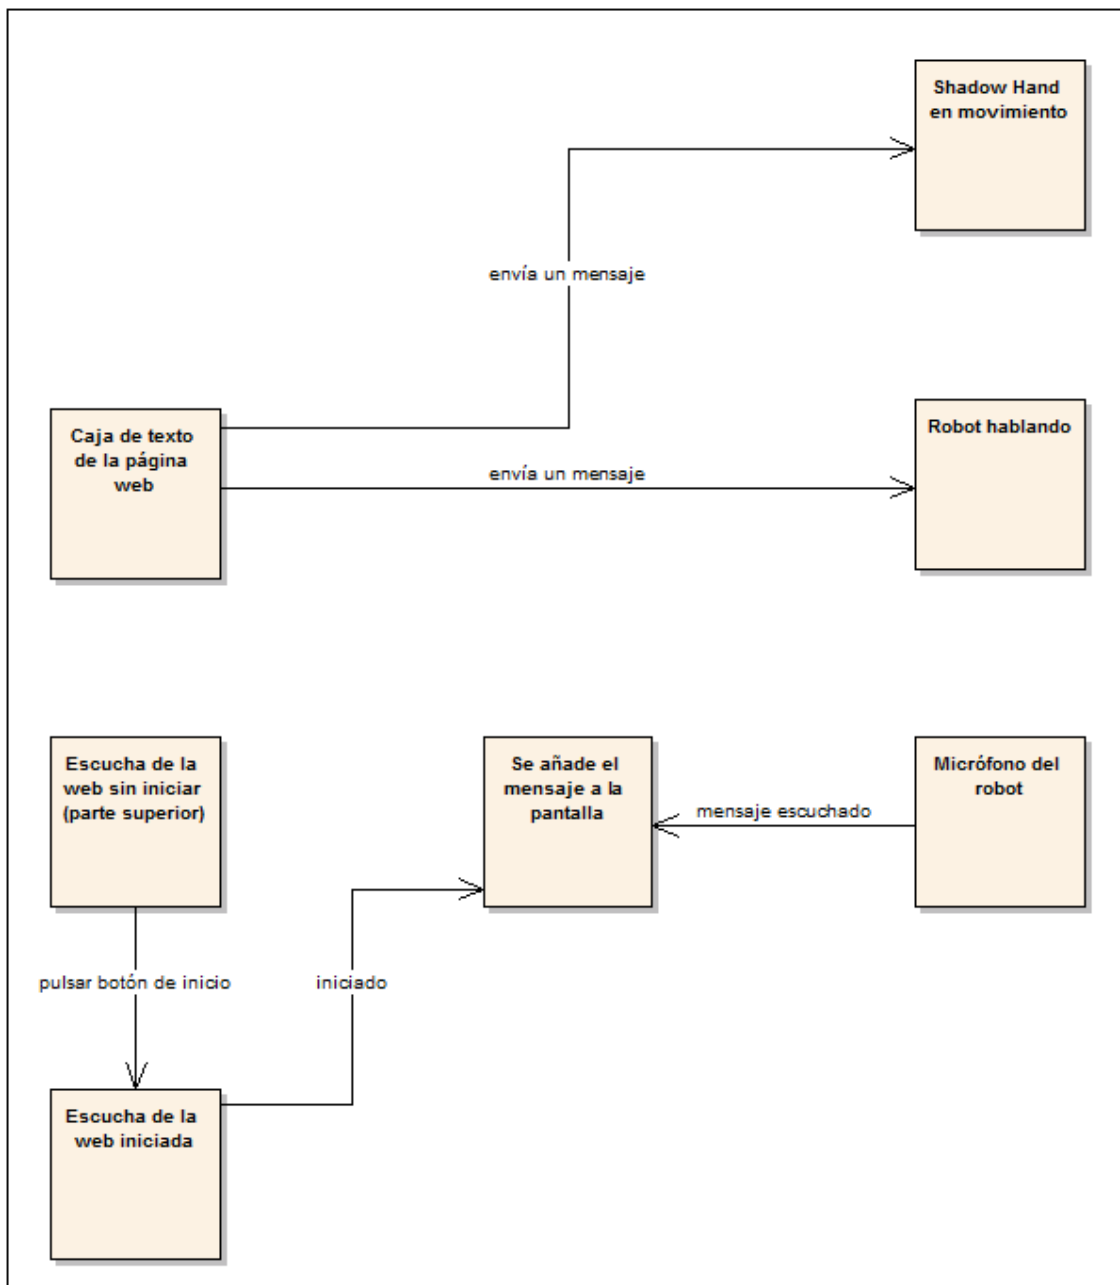 Shadow Hand
en movimiento
envía un mensaje
Caja de texto
de la página
web
Robot hablando
envía un mensaje
Escucha de la
web sin iniciar
(parte superior)
Se añade el
mensaje a la
pantalla
Micrófono del
robot
mensaje escuchado
pulsar botón de inicio
iniciado
Escucha de la
web iniciada